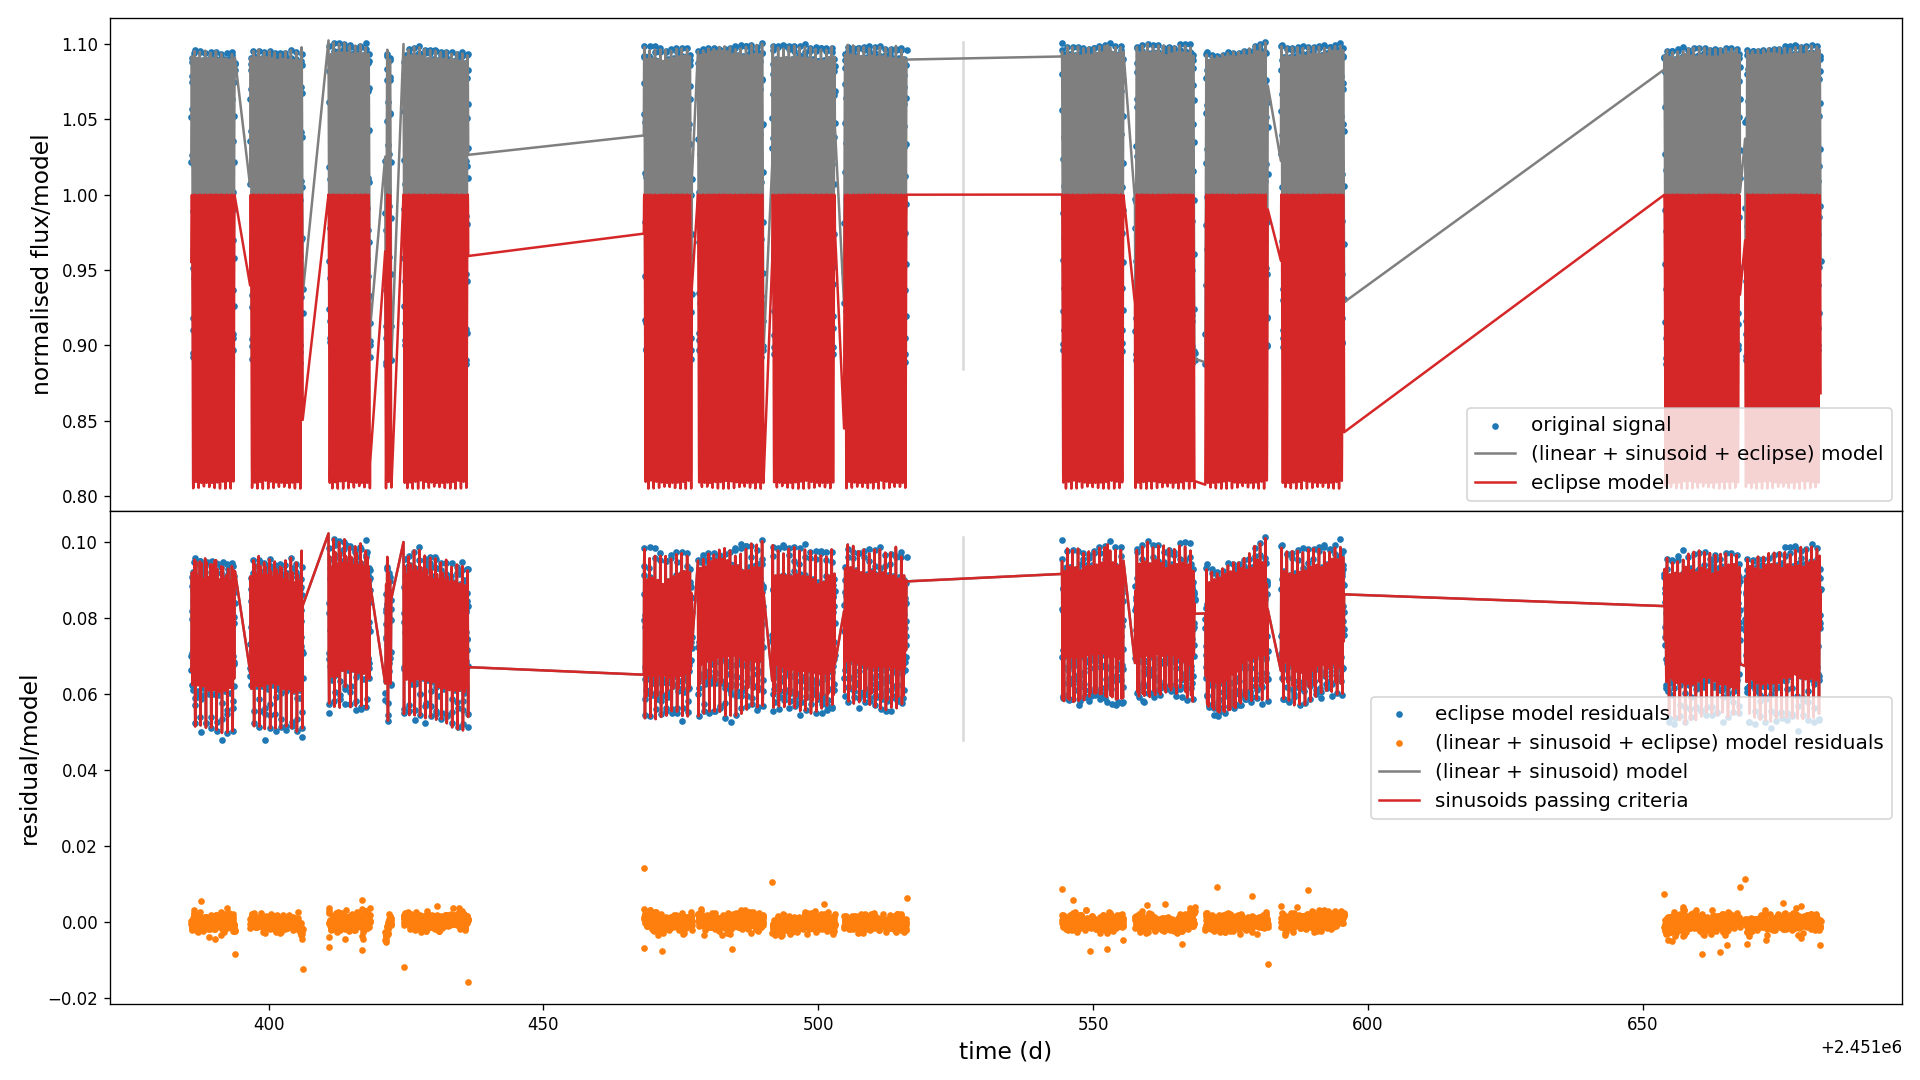 normalised flux/model
1.10
1.05
1.00
0.95
0.90
0.85
0.80
original signal
(linear + sinusoid + eclipse) model
eclipse model
residual/model
0.10
0.08
0.06
0.04
0.02
0.00
−0.02
eclipse model residuals
(linear + sinusoid + eclipse) model residuals
(linear + sinusoid) model
sinusoids passing criteria
400
450
500
550
600
650
time (d)
+2.451e6